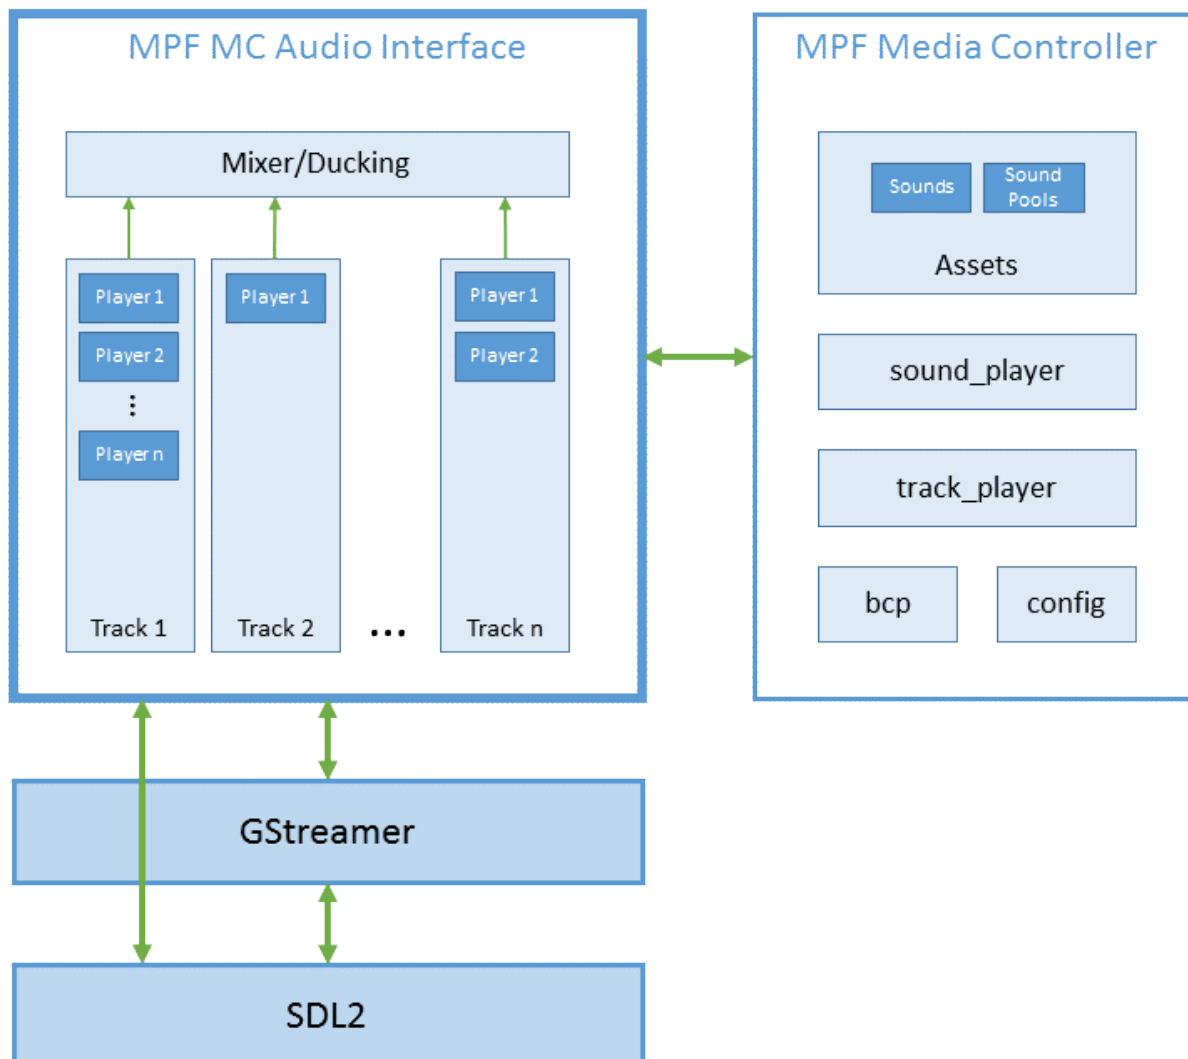 MPF MC Audio Interface
Mixer/Ducking
Player 1
Player 2
Player n
Track 1
Player 1
Track 2
...
Player 1
Player 2
Track n
MPF Media Controller
Sounds
Sound
Pools
Assets
sound_player
track_player
bcp
config
GStreamer
SDL2